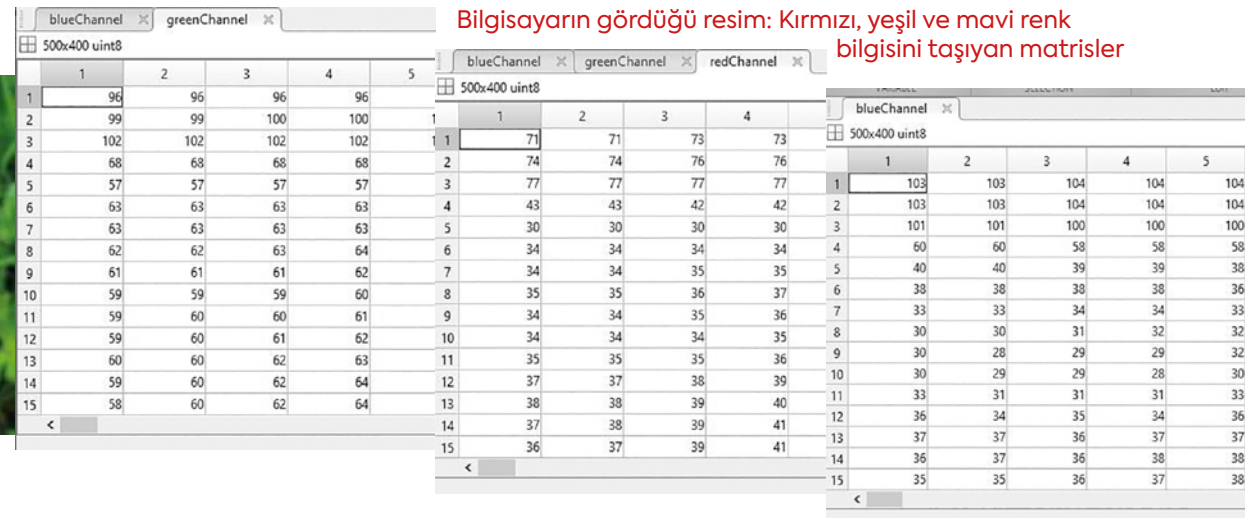 Bilgisayarın gördüğü resim: Kırmızı, yeşil ve mavi renk
bilgisini taşıyan matrisler
blueChannel greenChannel
500x400 uint8
1 2 3 4 5
1 96 96 96 96
2 99 99 100 100
3 102 102 102 102
4 68 68 68 68
5 57 57 57 57
6 63 63 63 63
7 63 63 63 63
8 62 62 63 64
9 61 61 61 62
10 59 59 59 60
11 59 60 60 61
12 59 60 61 62
13 60 60 62 63
14 59 60 62 64
15 58 60 62 64
blueChannel greenChannel redChannel
500x400 uint8
1 2 3 4
1 71 71 73 73
2 74 74 76 76
3 77 77 77 77
4 43 43 42 42
5 30 30 30 30
6 34 34 34 34
7 34 34 35 35
8 35 35 36 37
9 34 34 35 36
10 34 34 34 35
11 35 35 35 36
12 37 37 38 39
13 38 38 39 40
14 37 38 39 41
15 36 37 39 41
blueChannel
500x400 uint8
1 2 3 4 5
1 103 103 104 104 104
2 103 103 104 104 104
3 101 101 100 100 100
4 60 60 58 58 58
5 40 40 39 39 38
6 38 38 38 38 36
7 33 33 34 34 33
8 30 30 31 32 32
9 30 28 29 29 32
10 30 29 29 28 30
11 33 31 31 31 33
12 36 34 35 34 36
13 37 37 36 37 37
14 36 37 36 38 38
15 35 35 36 37 38